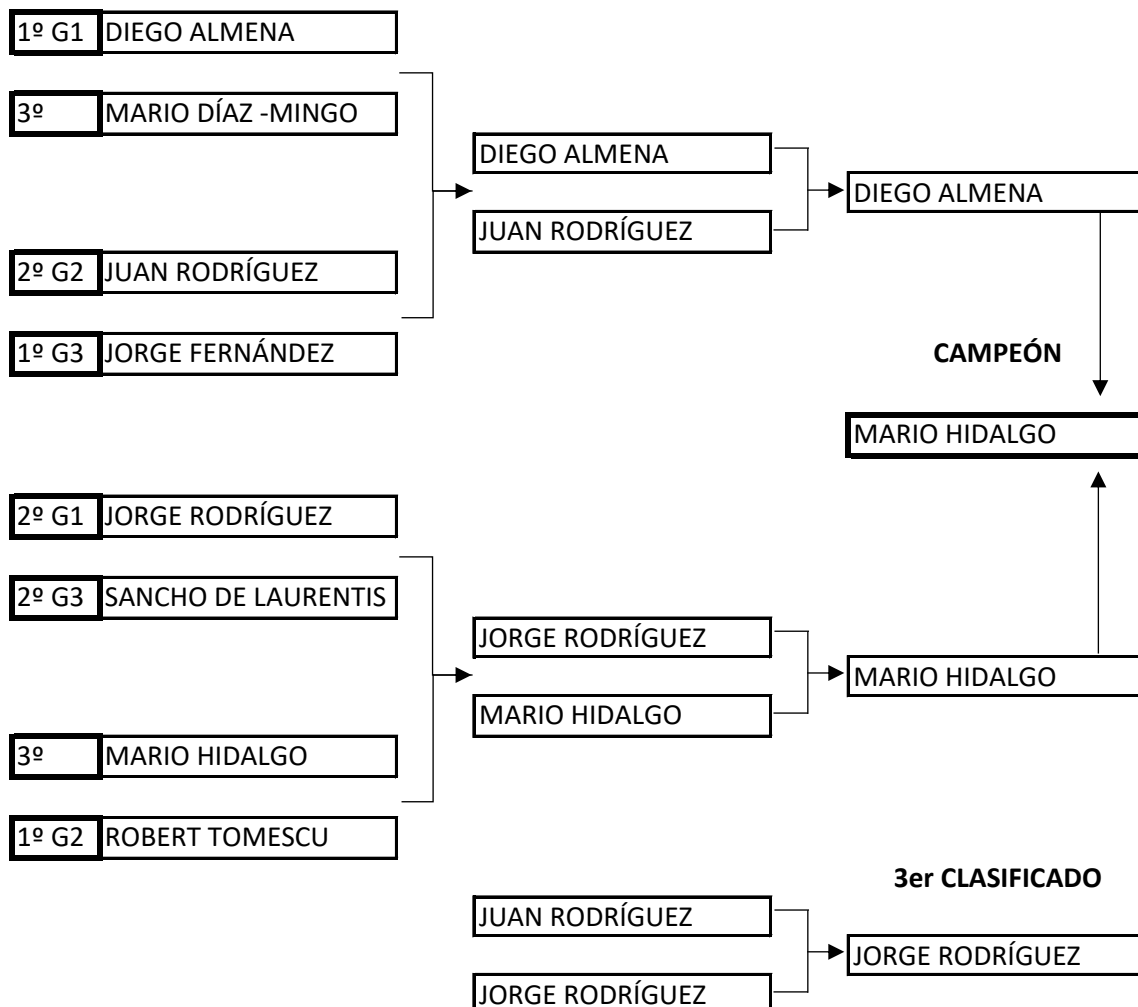 1º G1 DIEGO ALMENA
3º MARIO DÍAZ -MINGO
DIEGO ALMENA
DIEGO ALMENA
JUAN RODRÍGUEZ
2º G2 JUAN RODRÍGUEZ
1º G3 JORGE FERNÁNDEZ
CAMPEÓN
MARIO HIDALGO
2º G1 JORGE RODRÍGUEZ
2º G3 SANCHO DE LAURENTIS
JORGE RODRÍGUEZ
MARIO HIDALGO
MARIO HIDALGO
3º MARIO HIDALGO
1º G2 ROBERT TOMESCU
3er CLASIFICADO
JUAN RODRÍGUEZ
JORGE RODRÍGUEZ
JORGE RODRÍGUEZ